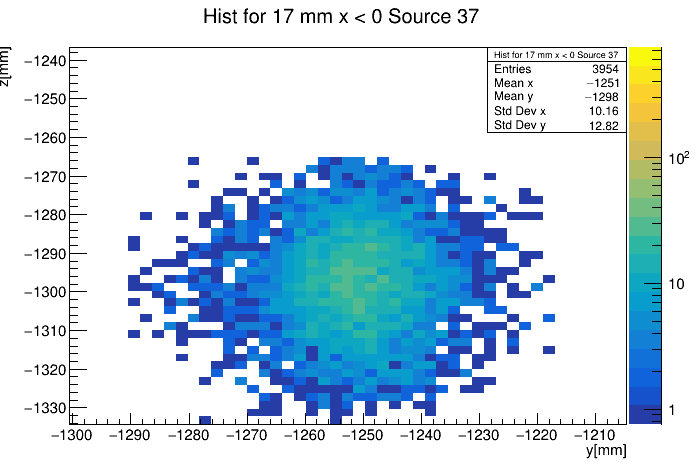 Hist for 17 mm x < 0 Source 37
z[mm]
−1240
−1250
−1260
−1270
−1280
−1290
−1300
−1310
−1320
−1330
Hist for 17 mm x < 0 Source 37
Entries 3954
Mean x −1251
Mean y −1298
Std Dev x 10.16
Std Dev y 12.82
10²
10
1
−1300 −1290 −1280 −1270 −1260 −1250 −1240 −1230 −1220 −1210
y[mm]